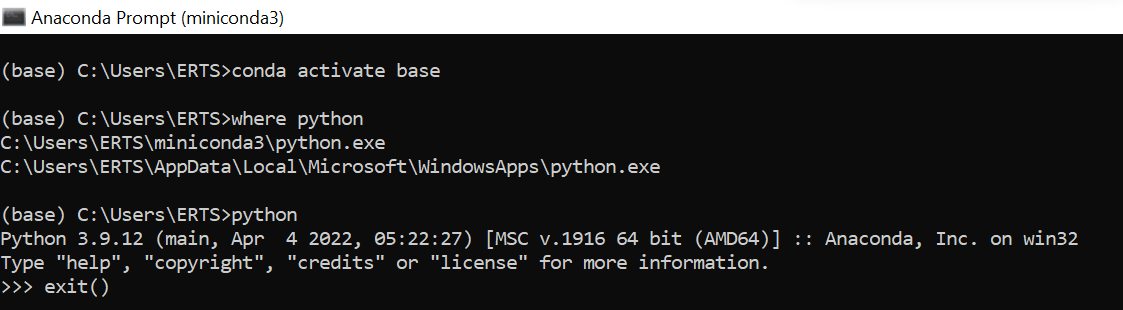 Anaconda Prompt (miniconda3)
(base) C:\Users\ERTS>conda activate base
(base) C:\Users\ERTS>where python
C:\Users\ERTS\miniconda3\python.exe
C:\Users\ERTS\AppData\Local\Microsoft\WindowsApps\python.exe
(base) C:\Users\ERTS>python
Python 3.9.12 (main, Apr  4 2022, 05:22:27) [MSC v.1916 64 bit (AMD64)] :: Anaconda, Inc. on win32
Type "help", "copyright", "credits" or "license" for more information.
>>> exit()